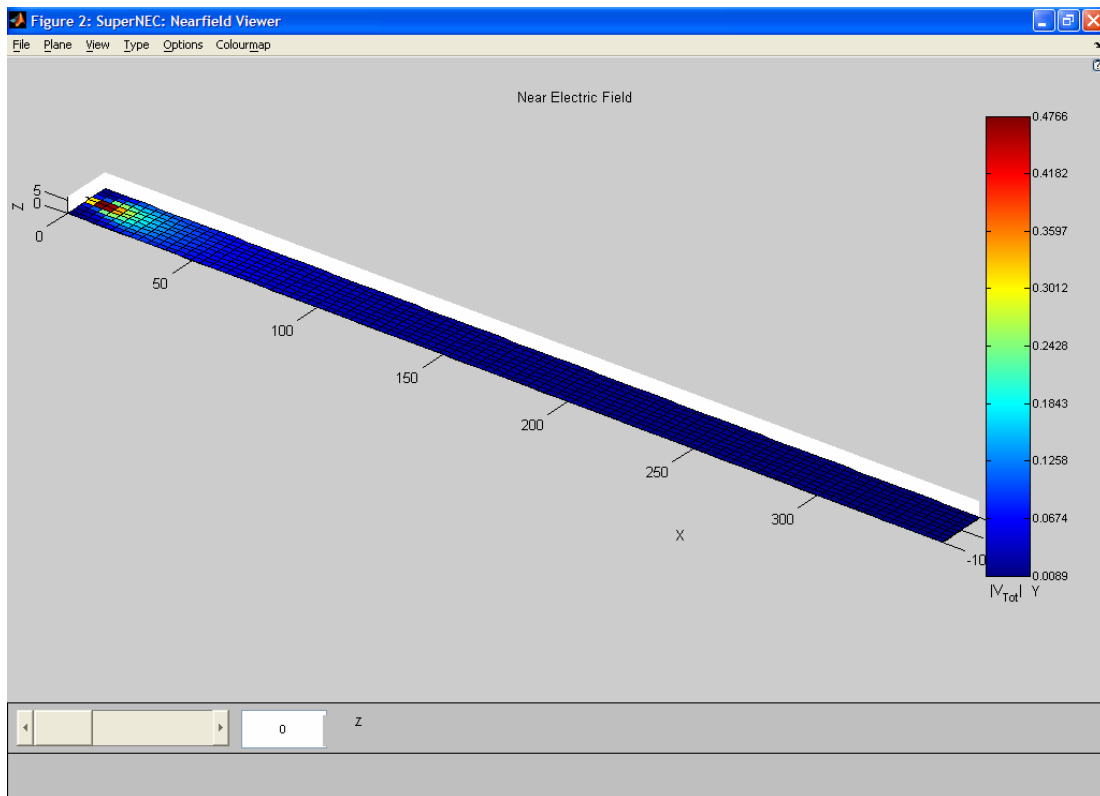 Figure 2: SuperNEC: Nearfield Viewer
File Plane View Type Options Colourmap
Near Electric Field
0.4766
0.4182
0.3597
0.3012
0.2428
0.1843
0.1258
0.0674
0.0089
|V_Tot| Y
Z
5
0
0
50
100
150
200
250
300
X
-10
0
Z